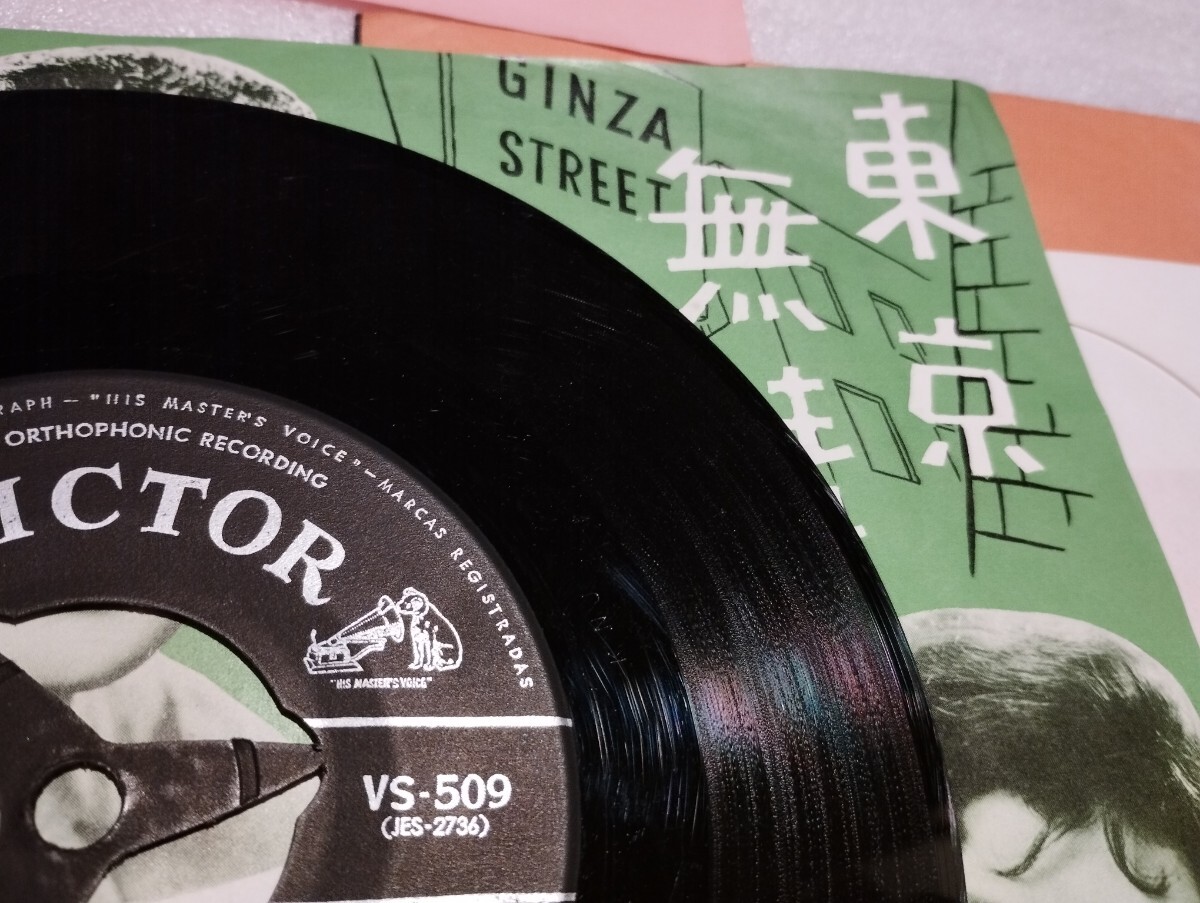 GINZA
STREET
東京
無
RAPH — "HIS MASTER'S VOICE" — MARCAS REGISTRADAS
ORTHOPHONIC RECORDING
ICTOR
"HIS MASTER'S VOICE"
VS-509
(JES-2736)